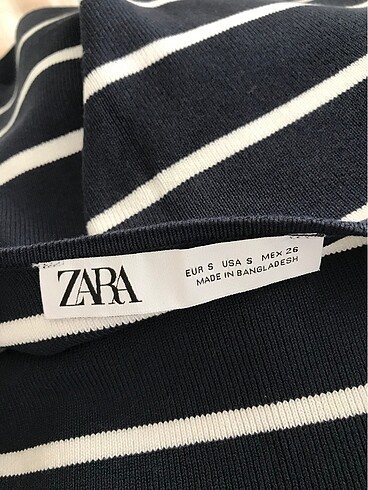 ZARA
EUR S USA S MEX 26
MADE IN BANGLADESH